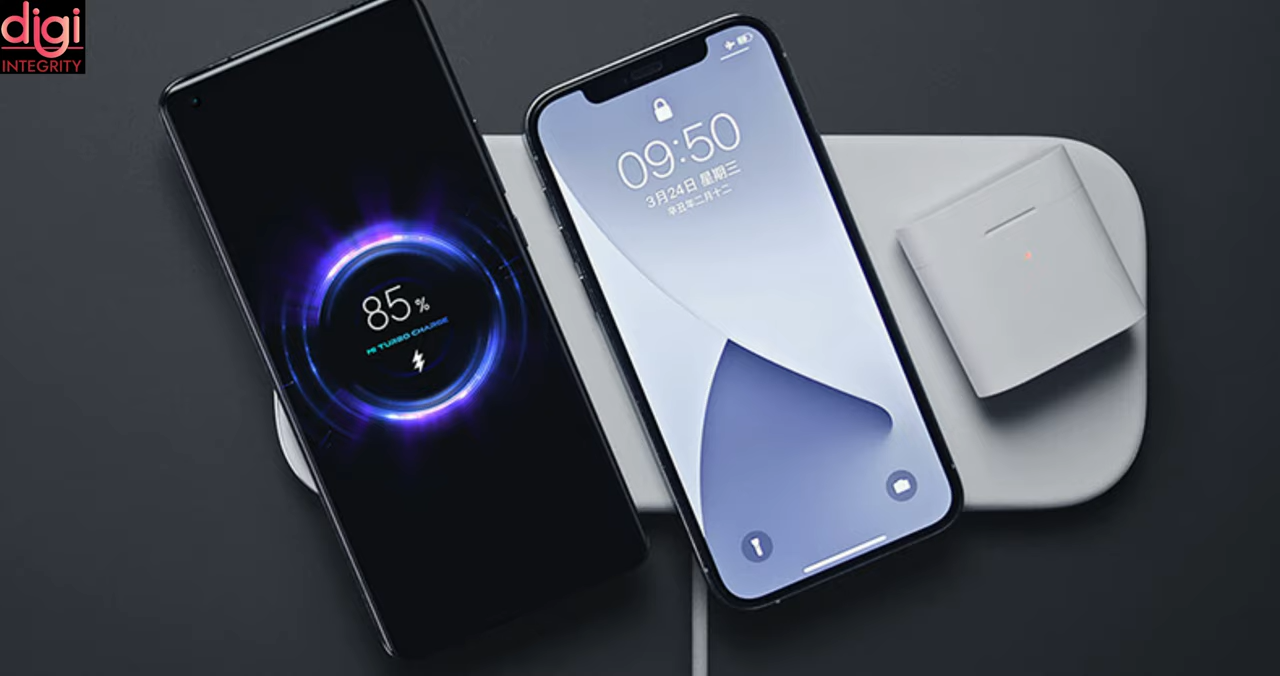 digi
INTEGRITY
09:50
3月24日 星期三
辛丑年二月十二
85%
MI TURBO CHARGE